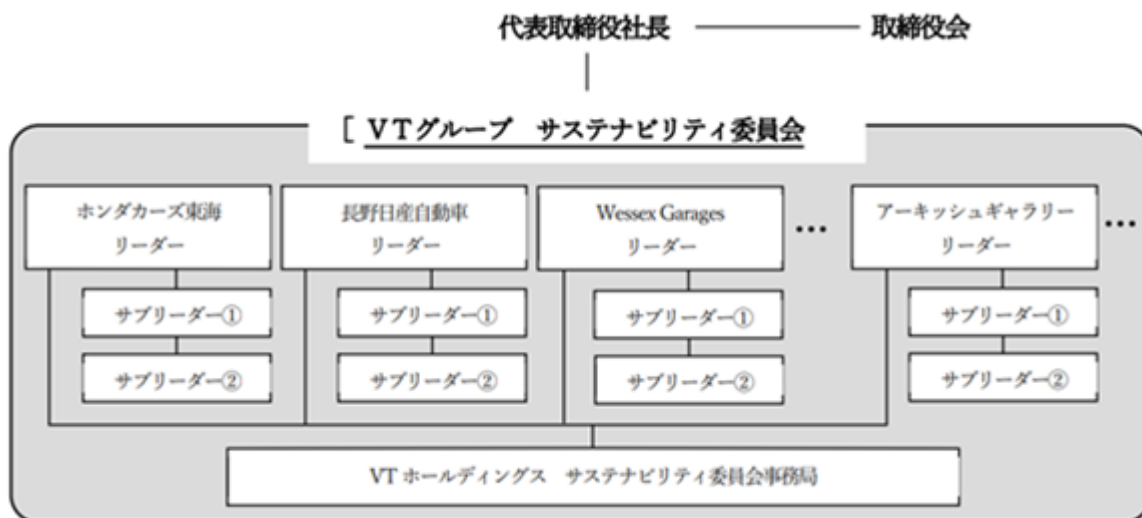 代表取締役社長 取締役会
[ VTグループ サステナビリティ委員会
ホンダカーズ東海
リーダー
長野日産自動車
リーダー
Wessex Garages
リーダー
…
アーキッシュギャラリー
リーダー
…
サブリーダー①
サブリーダー①
サブリーダー①
サブリーダー①
サブリーダー②
サブリーダー②
サブリーダー②
サブリーダー②
VTホールディングス サステナビリティ委員会事務局